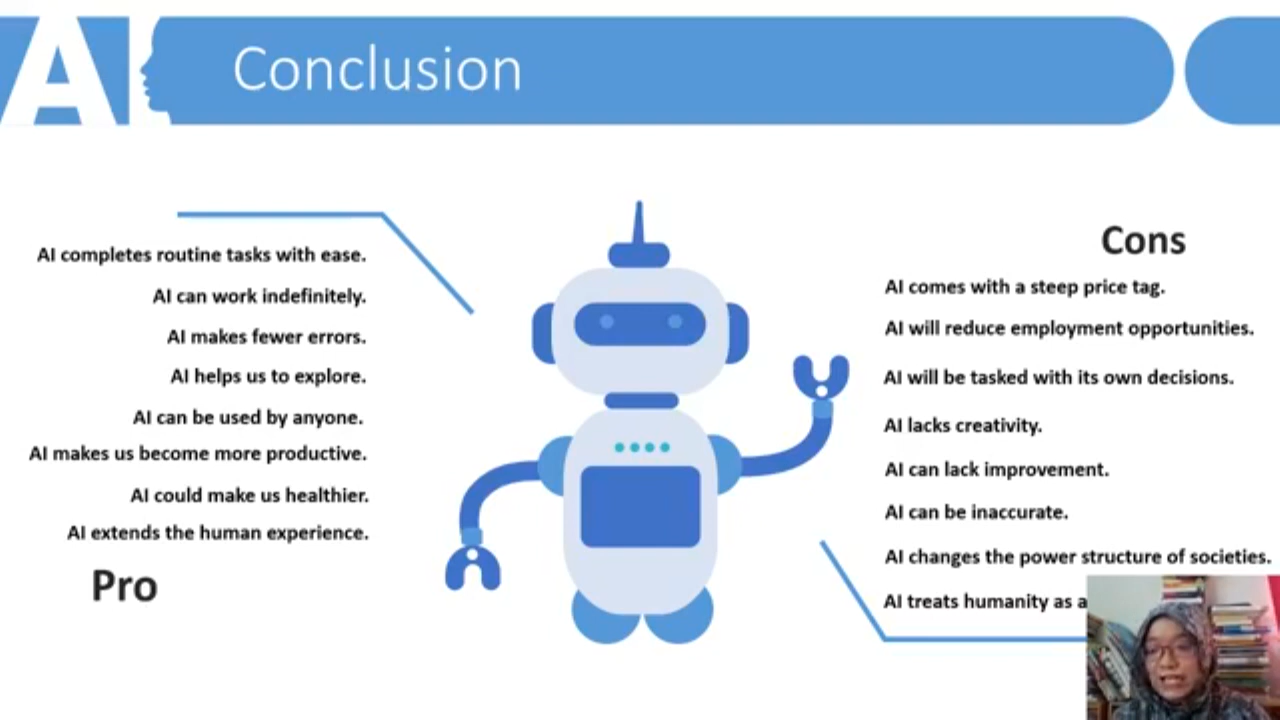 AI
Conclusion
AI completes routine tasks with ease.
AI can work indefinitely.
AI makes fewer errors.
AI helps us to explore.
AI can be used by anyone.
AI makes us become more productive.
AI could make us healthier.
AI extends the human experience.
Pro
Cons
AI comes with a steep price tag.
AI will reduce employment opportunities.
AI will be tasked with its own decisions.
AI lacks creativity.
AI can lack improvement.
AI can be inaccurate.
AI changes the power structure of societies.
AI treats humanity as a